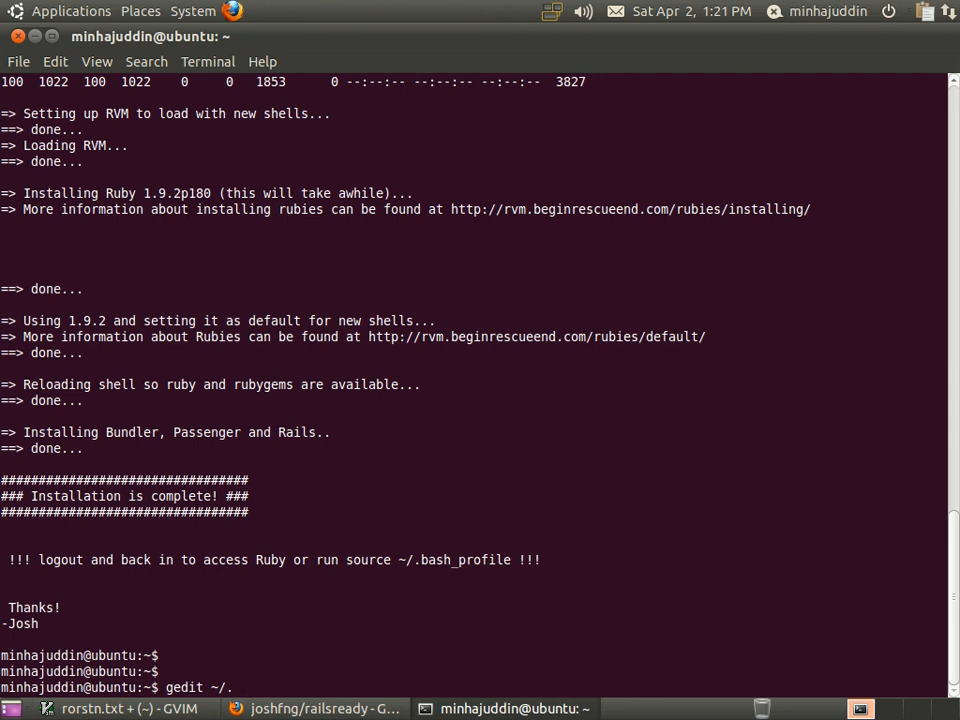 Applications Places System Sat Apr 2, 1:21 PM minhajuddin
minhajuddin@ubuntu: ~
File Edit View Search Terminal Help
100 1022 100 1022 0 0 1853 0 --:--:-- --:--:-- --:--:-- 3827
=> Setting up RVM to load with new shells...
==> done...
=> Loading RVM...
==> done...
=> Installing Ruby 1.9.2p180 (this will take awhile)...
=> More information about installing rubies can be found at http://rvm.beginrescueend.com/rubies/installing/
==> done...
=> Using 1.9.2 and setting it as default for new shells...
=> More information about Rubies can be found at http://rvm.beginrescueend.com/rubies/default/
==> done...
=> Reloading shell so ruby and rubygems are available...
==> done...
=> Installing Bundler, Passenger and Rails..
==> done...
#################################
### Installation is complete! ###
#################################
!!! logout and back in to access Ruby or run source ~/.bash_profile !!!
Thanks!
-Josh
minhajuddin@ubuntu:~$
minhajuddin@ubuntu:~$
minhajuddin@ubuntu:~$ gedit ~/.
rorstn.txt + (~) - GVIM joshfng/railsready - G... minhajuddin@ubuntu: ~